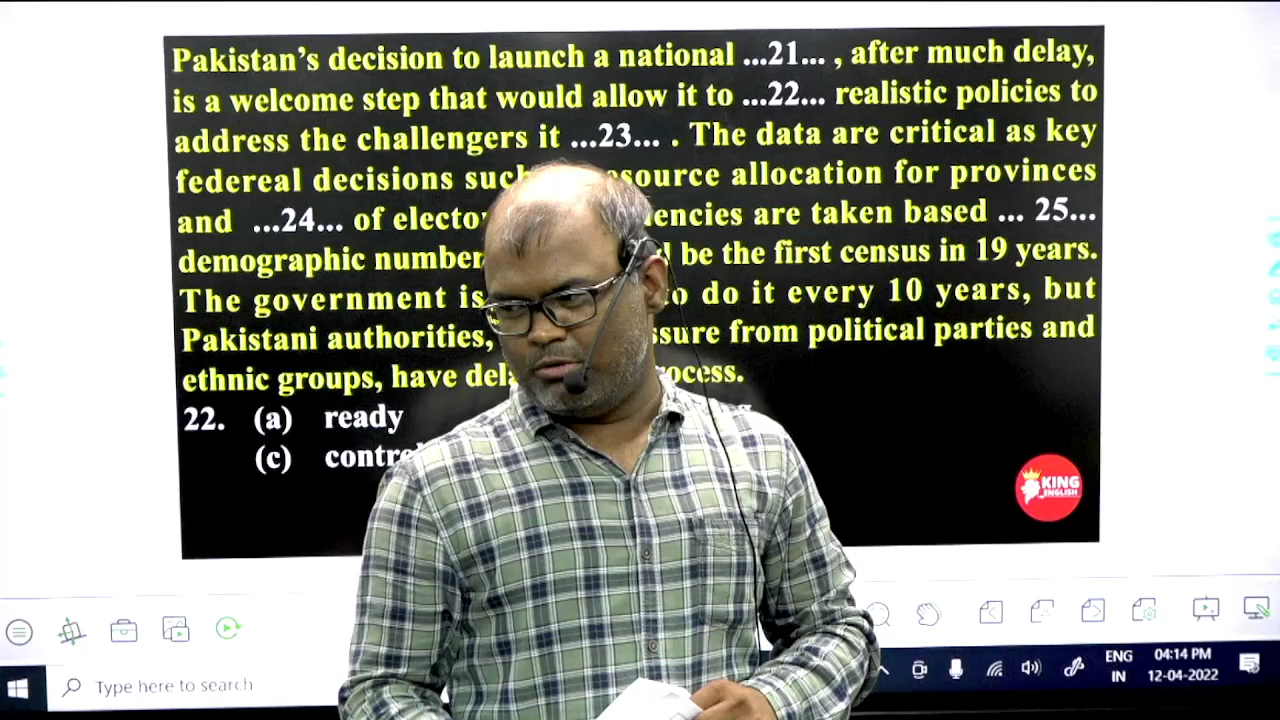 Pakistan's decision to launch a national ...21... , after much delay,
is a welcome step that would allow it to ...22... realistic policies to
address the challengers it ...23... . The data are critical as key
federeal decisions such source allocation for provinces
and ...24... of electo encies are taken based ... 25...
demographic number be the first census in 19 years.
The government is to do it every 10 years, but
Pakistani authorities, ssure from political parties and
ethnic groups, have del ocess.
22. (a) ready
(c) contro
KING
ENGLISH
Type here to search
ENG
IN
04:14 PM
12-04-2022